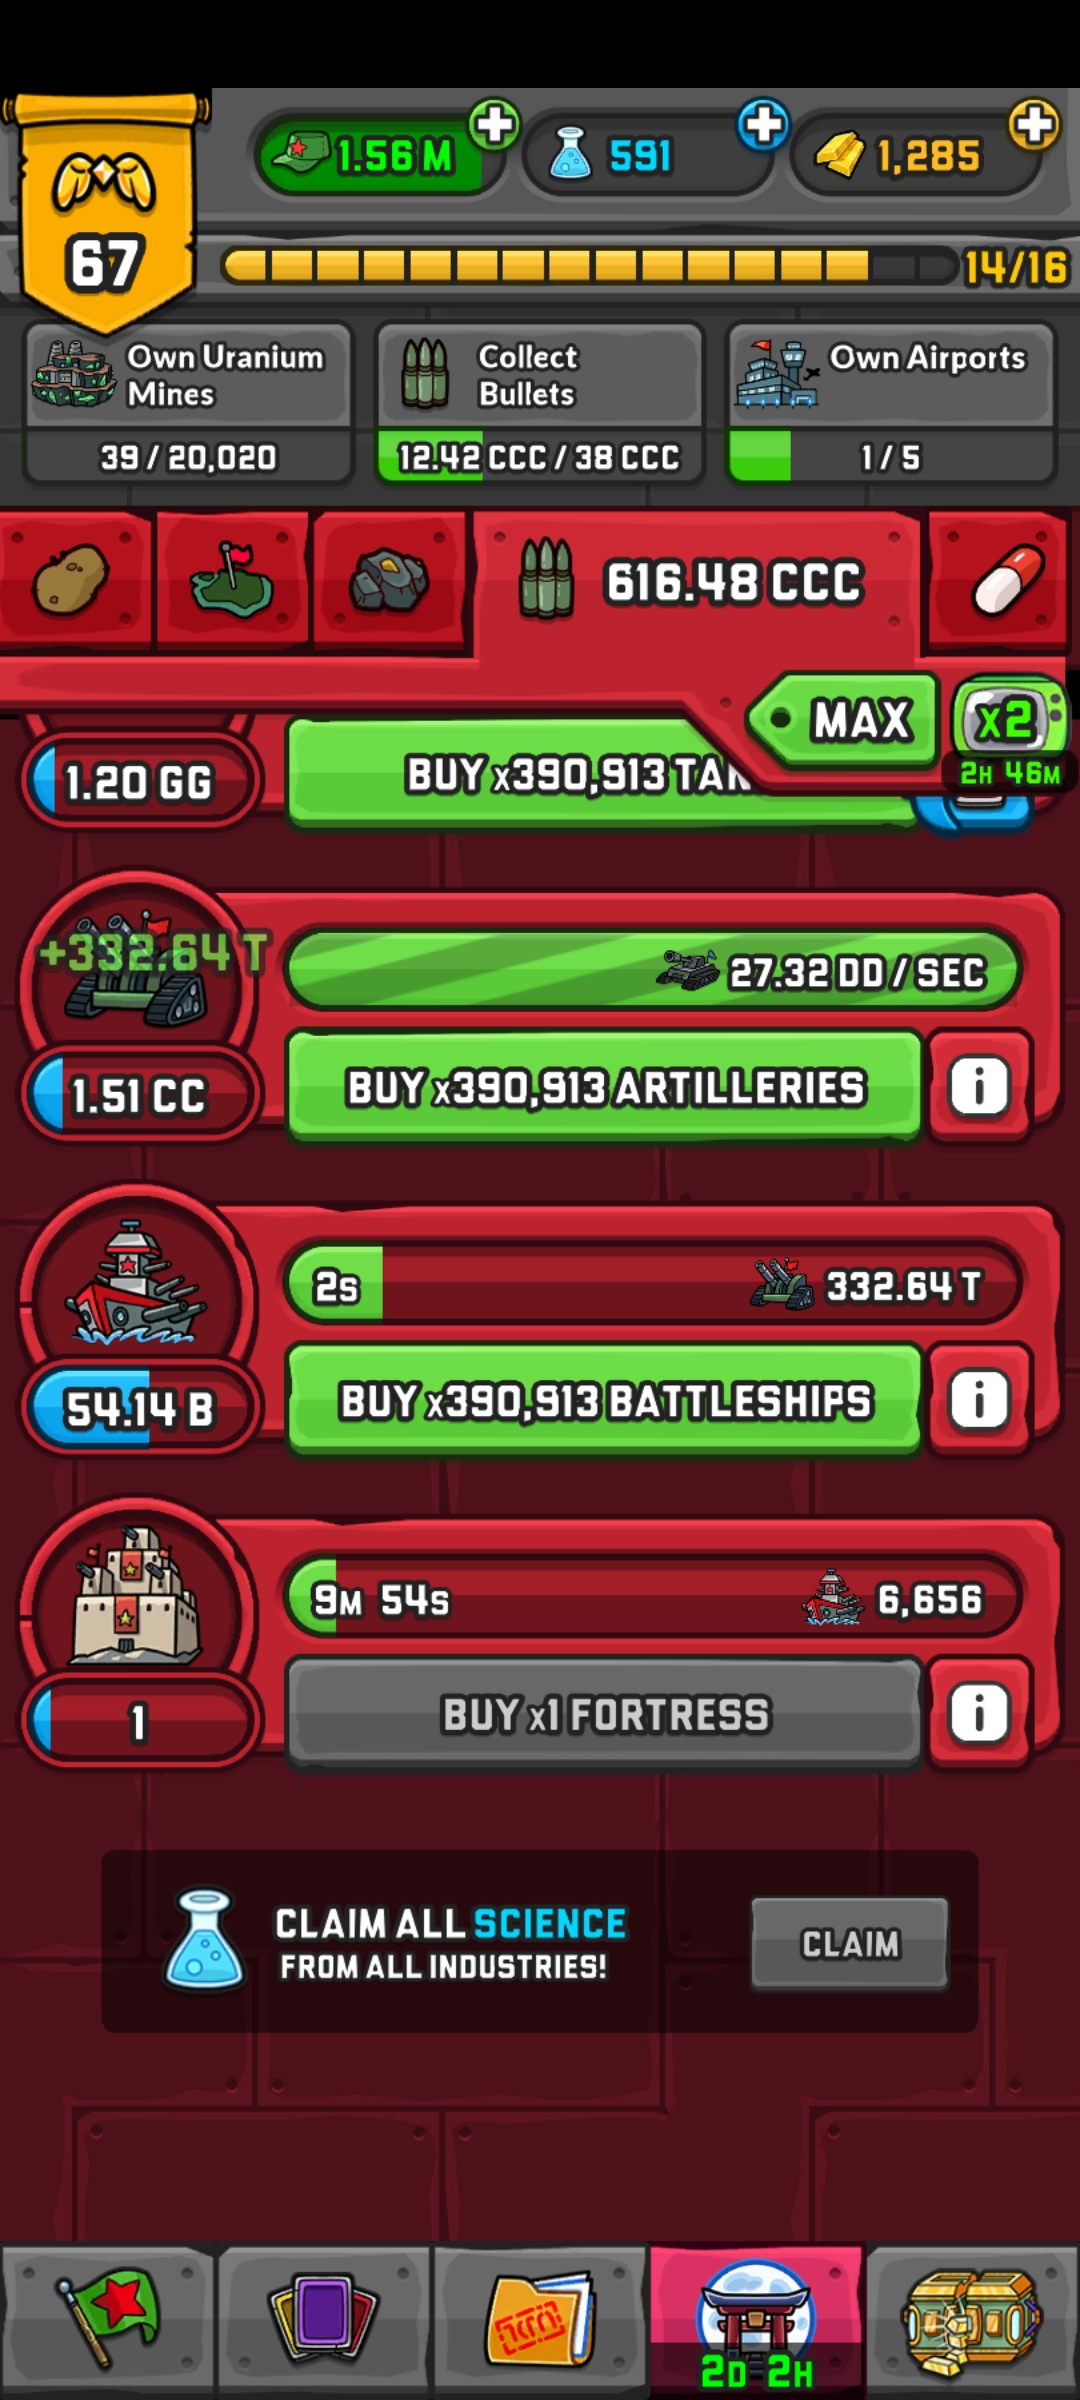 1.56 M
591
1,285
67
14/16
Own Uranium
Mines
39 / 20,020
Collect
Bullets
12.42 CCC / 38 CCC
Own Airports
1 / 5
616.48 CCC
MAX
X2
2H 46M
1.20 GG
BUY x390,913
+332.64 T
27.32 DD / SEC
1.51 CC
BUY x390,913 ARTILLERIES
2s
332.64 T
54.14 B
BUY x390,913 BATTLESHIPS
9M 54s
6,656
1
BUY x1 FORTRESS
CLAIM ALL SCIENCE
FROM ALL INDUSTRIES!
CLAIM
2D 2H